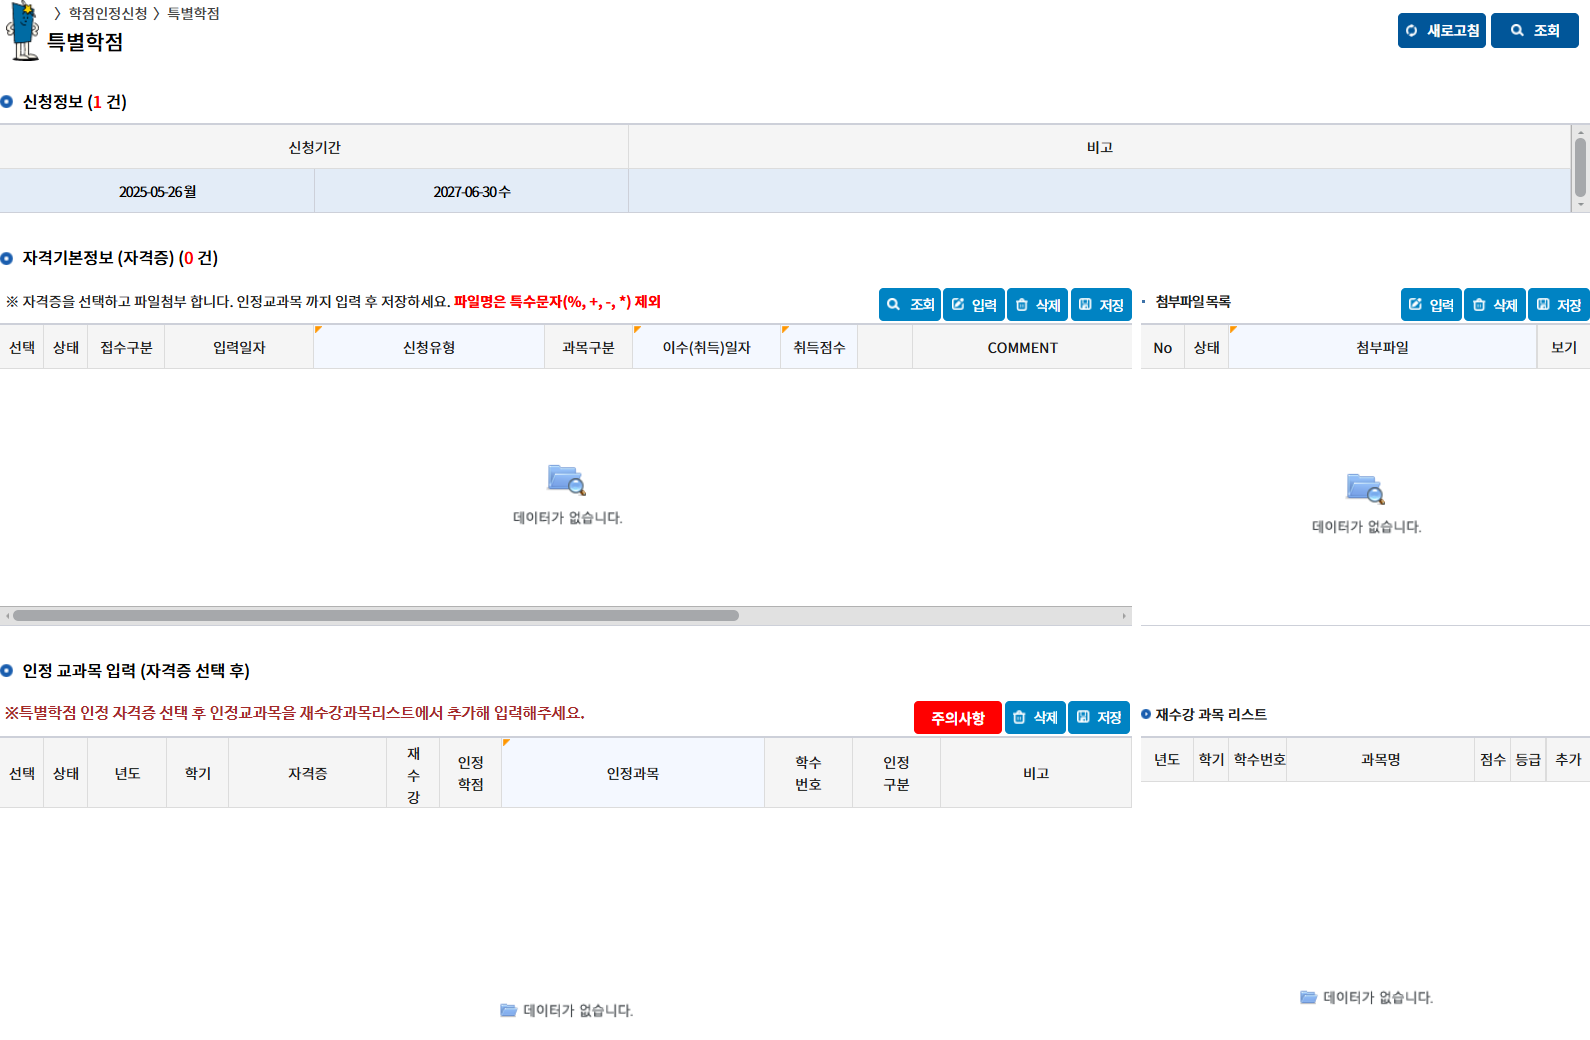 〉 학점인정신청 〉 특별학점
특별학점
새로고침
조회
신청정보 (1 건)
신청기간
비고
2025-05-26 월
2027-06-30 수
자격기본정보 (자격증) (0 건)
※ 자격증을 선택하고 파일첨부 합니다. 인정교과목 까지 입력 후 저장하세요. 파일명은 특수문자(%, +, -, *) 제외
조회
입력
삭제
저장
첨부파일 목록
입력
삭제
저장
선택
상태
접수구분
입력일자
신청유형
과목구분
이수(취득)일자
취득점수
COMMENT
No
상태
첨부파일
보기
데이터가 없습니다.
데이터가 없습니다.
인정 교과목 입력 (자격증 선택 후)
※특별학점 인정 자격증 선택 후 인정교과목을 재수강과목리스트에서 추가해 입력해주세요.
주의사항
삭제
저장
재수강 과목 리스트
선택
상태
년도
학기
자격증
재
수
강
인정
학점
인정과목
학수
번호
인정
구분
비고
년도
학기
학수번호
과목명
점수
등급
추가
데이터가 없습니다.
데이터가 없습니다.